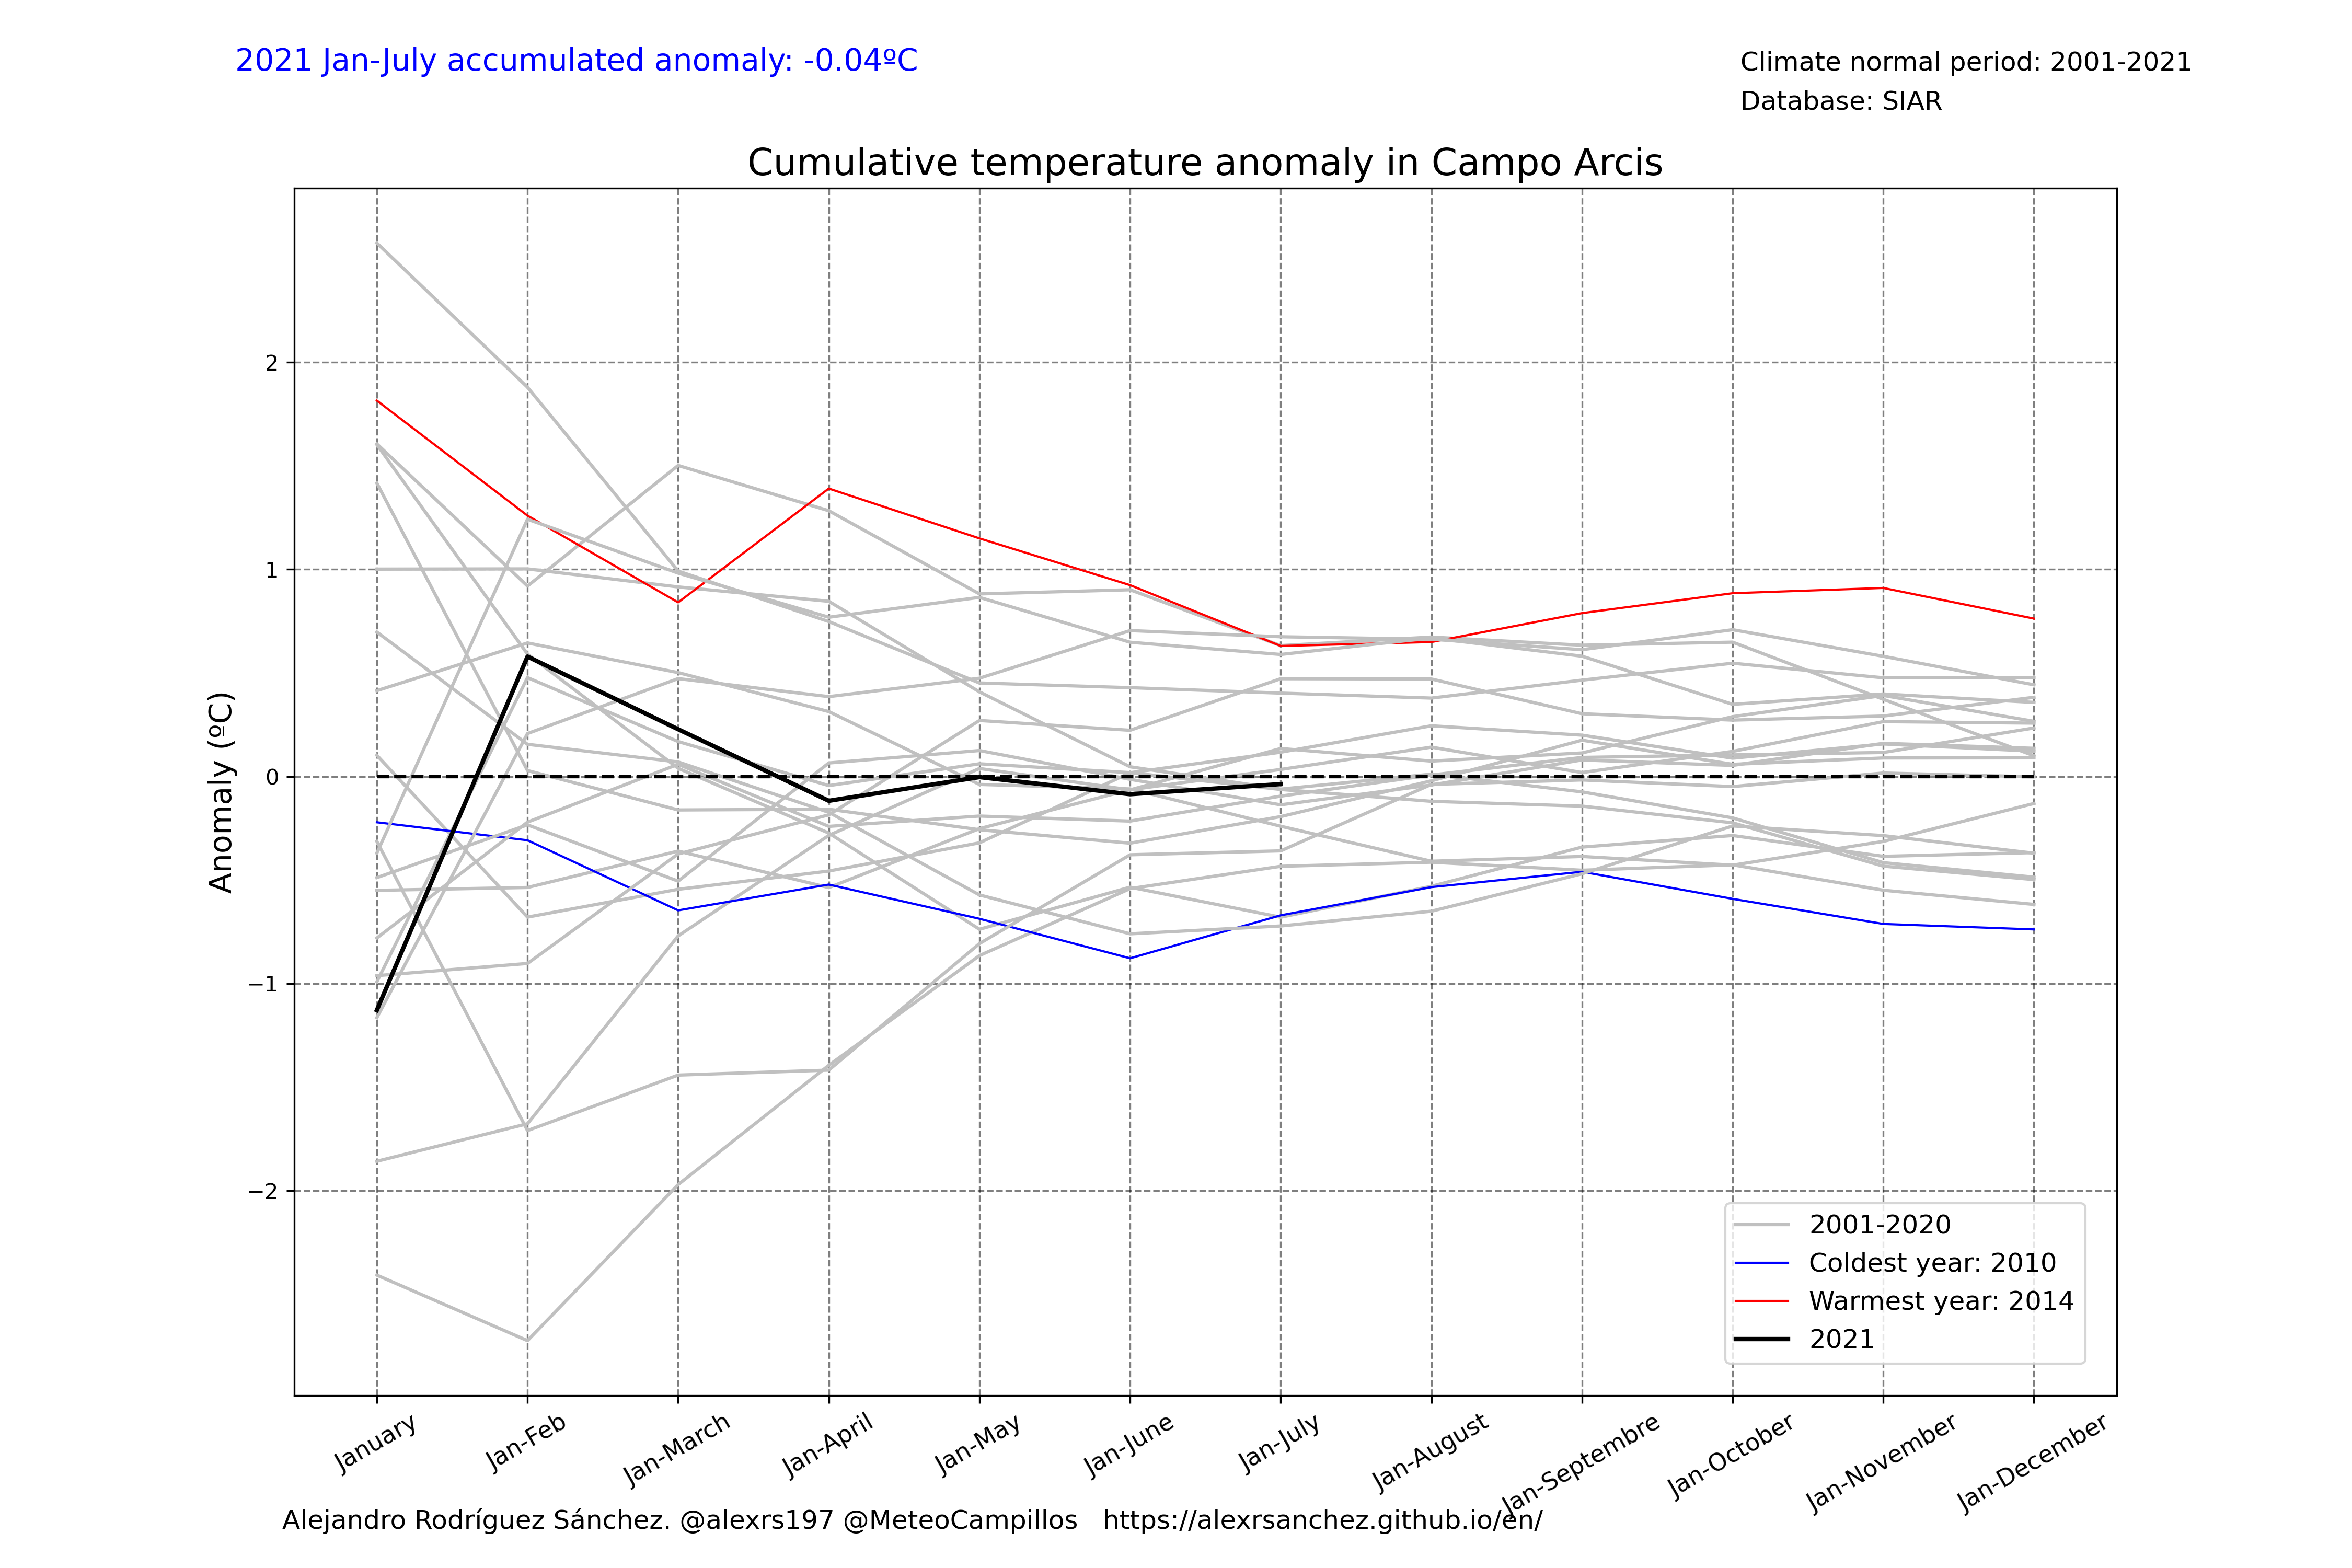 2021 Jan-July accumulated anomaly: -0.04ºC
Climate normal period: 2001-2021
Database: SIAR
Cumulative temperature anomaly in Campo Arcis
Anomaly (ºC)
2
1
0
−1
−2
2001-2020
Coldest year: 2010
Warmest year: 2014
2021
January
Jan-Feb
Jan-March
Jan-April
Jan-May
Jan-June
Jan-July
Jan-August
Jan-Septembre
Jan-October
Jan-November
Jan-December
Alejandro Rodríguez Sánchez. @alexrs197 @MeteoCampillos   https://alexrsanchez.github.io/en/